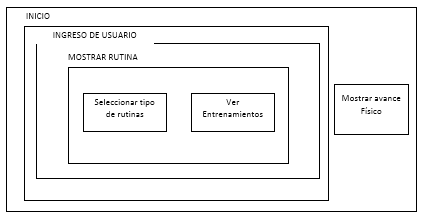 INICIO
INGRESO DE USUARIO
MOSTRAR RUTINA
Seleccionar tipo
de rutinas
Ver
Entrenamientos
Mostrar avance
Físico